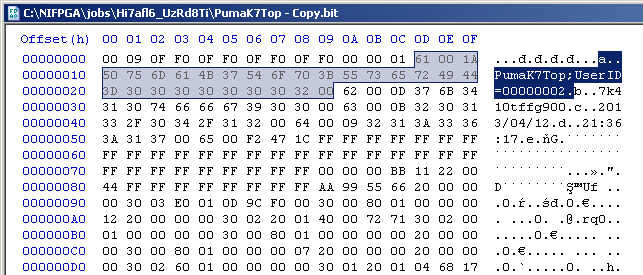 C:\NIFPGA\jobs\Hi7afl6_UzRd8Ti\PumaK7Top - Copy.bit
Offset(h) 00 01 02 03 04 05 06 07 08 09 0A 0B 0C 0D 0E 0F
00000000 00 09 0F F0 0F F0 0F F0 0F F0 00 00 01 61 00 1A ...đ.đ.đ.đ...a..
00000010 50 75 6D 61 4B 37 54 6F 70 3B 55 73 65 72 49 44 PumaK7Top;UserID
00000020 3D 30 30 30 30 30 30 30 32 00 62 00 0D 37 6B 34 =00000002.b..7k4
00000030 31 30 74 66 66 67 39 30 30 00 63 00 0B 32 30 31 10tffg900.c..201
00000040 33 2F 30 34 2F 31 32 00 64 00 09 32 31 3A 33 36 3/04/12.d..21:36
00000050 3A 31 37 00 65 00 F2 47 1C FF FF FF FF FF FF FF :17.e.ňG.˙˙˙˙˙˙˙
00000060 FF FF FF FF FF FF FF FF FF FF FF FF FF FF FF FF ˙˙˙˙˙˙˙˙˙˙˙˙˙˙˙˙
00000070 FF FF FF FF FF FF FF FF FF 00 00 00 BB 11 22 00 ˙˙˙˙˙˙˙˙˙...».".
00000080 44 FF FF FF FF FF FF FF FF AA 99 55 66 20 00 00 D˙˙˙˙˙˙˙˙Ş™Uf ..
00000090 00 30 03 E0 01 0D 9C F0 00 30 00 80 01 00 00 00 .0.ŕ..śđ.0.€....
000000A0 12 20 00 00 00 30 02 20 01 40 00 72 71 30 02 00 . ...0. .@.rq0..
000000B0 01 00 00 00 00 30 00 80 01 00 00 00 00 20 00 00 .....0.€..... ..
000000C0 00 30 00 80 01 00 00 00 07 20 00 00 00 20 00 00 .0.€..... ... ..
000000D0 00 30 02 60 01 00 00 00 00 30 01 20 01 04 68 17 .0.`.....0. ..h.